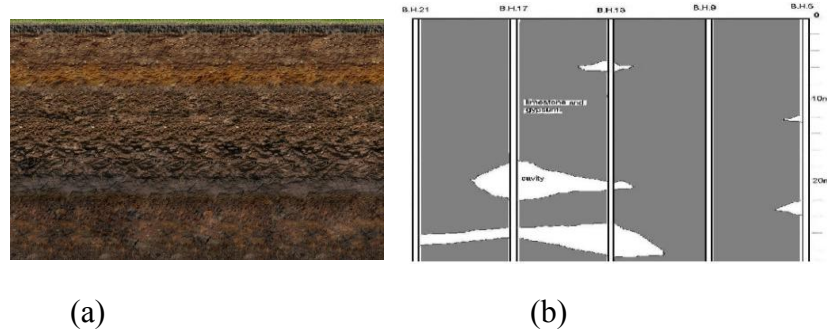 B.H.21 B.H.17 B.H.13 B.H.9 B.H.5
0
limestone and
gypsum.
10m
cavity
20m
(a) (b)